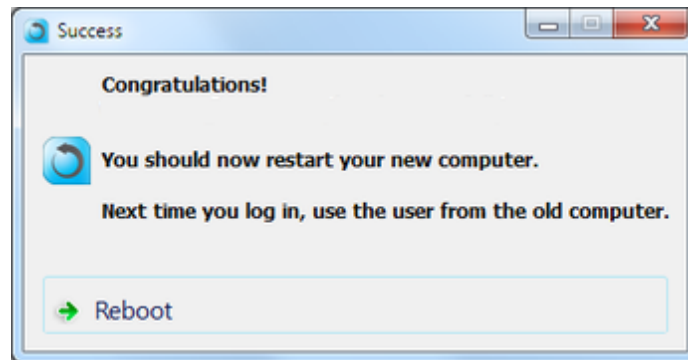 Success
Congratulations!
You should now restart your new computer.
Next time you log in, use the user from the old computer.
Reboot